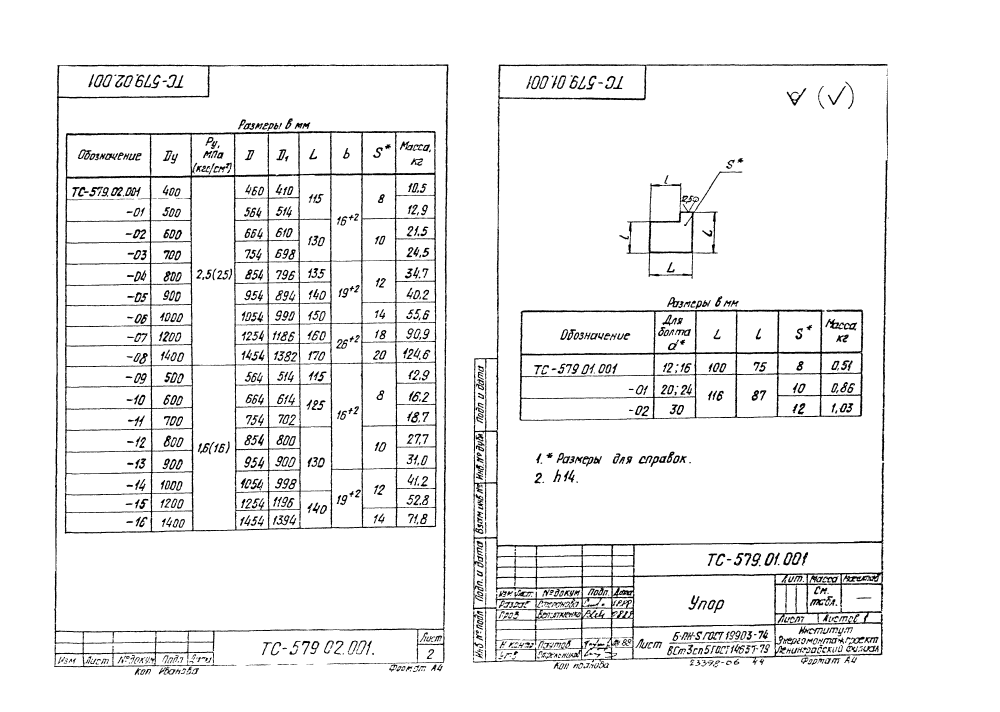 ТС-579.02.001
Размеры в мм
Обозначение Dу Ру, мпа (кгс/см²) D D₁ L b S* Масса, кг
ТС-579.02.001 400 2,5(25) 460 410 115 16⁺² 8 10,5
-01 500 564 514 12,9
-02 600 664 610 130 10 21.5
-03 700 754 698 24,5
-04 800 854 796 135 19⁺² 12 34,7
-05 900 954 894 140 40,2
-06 1000 1054 990 150 14 55,6
-07 1200 1254 1186 160 26⁺² 18 90,9
-08 1400 1454 1382 170 20 124,6
-09 500 1,6(16) 564 514 115 16⁺² 8 12,9
-10 600 664 614 125 16,2
-11 700 754 702 18,7
-12 800 854 800 130 10 27,7
-13 900 954 900 31,0
-14 1000 1054 998 19⁺² 12 41,2
-15 1200 1254 1196 140 52,8
-16 1400 1454 1394 14 71,8
ТС-579 02.001.
Лист
2
Изм Лист №докум Подп Дата
Коп Иванова
Формат А4
ТС-579.01.001
S*
l
12,5
l
L
L
Размеры в мм
Обозначение Для болта d* L l S* Масса кг
ТС-579 01.001 12;16 100 75 8 0,51
-01 20;24 116 87 10 0,86
-02 30 12 1,03
1.* Размеры для справок.
2. h14.
Подп и дата
Инв.№ дубл
Взам инв.№
Подп. и дата
Инв № подл
ТС-579.01.001
Лит. Масса Масштаб
Упор
См. табл. —
Лист Листов 1
Изм Лист №докум Подп. Дата
Разраб
Пров
Н контр
Утв
Лист Б-ПН-8 ГОСТ 19903-74
ВСт3сп5 ГОСТ 14637-79
Институт
Энергомонтажпроект
Ленинградский филиал
Коп
23398-06 44
Формат А4